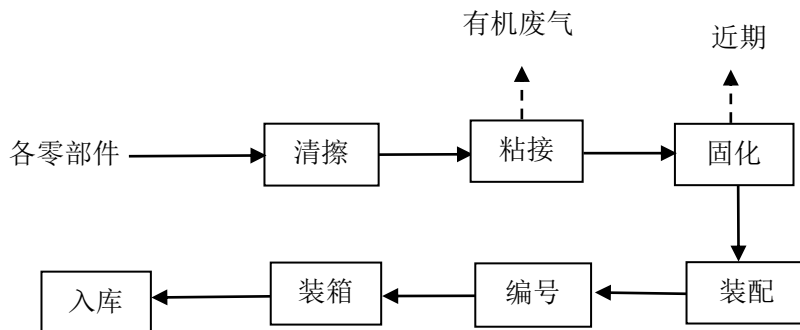 有机废气
近期
各零部件
清擦
粘接
固化
入库
装箱
编号
装配